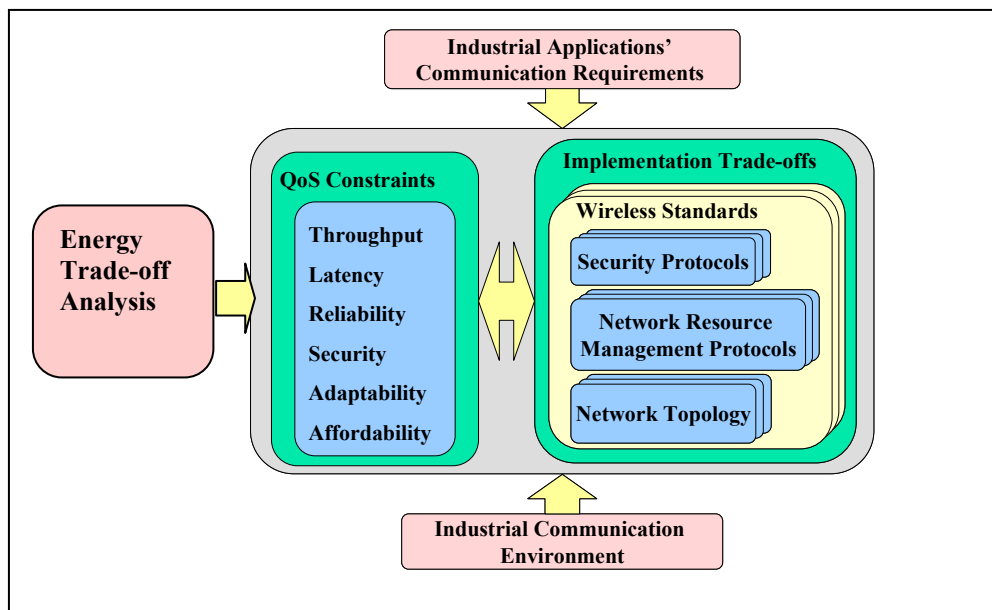 Industrial Applications’
Communication Requirements
Energy
Trade-off
Analysis
QoS Constraints
Throughput
Latency
Reliability
Security
Adaptability
Affordability
Implementation Trade-offs
Wireless Standards
Security Protocols
Network Resource
Management Protocols
Network Topology
Industrial Communication
Environment